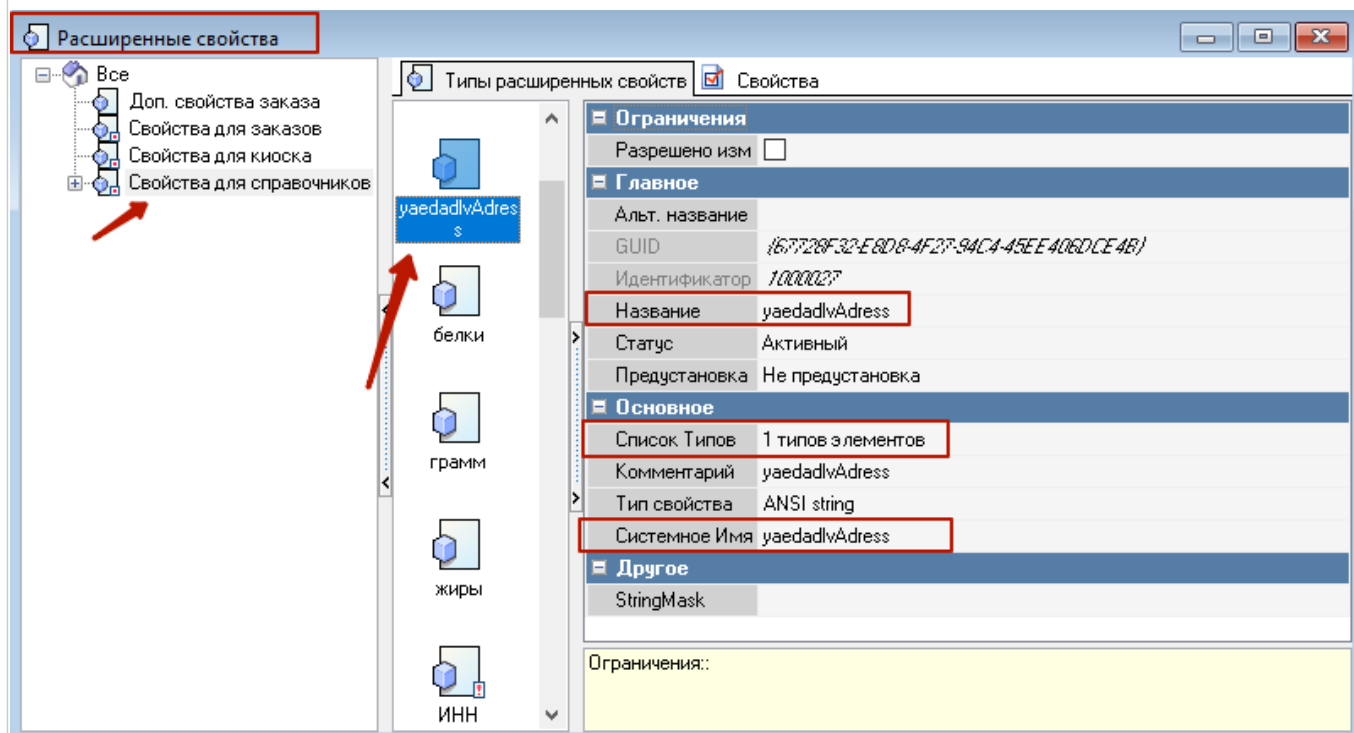 Расширенные свойства
Все
Доп. свойства заказа
Свойства для заказов
Свойства для киоска
Свойства для справочников
Типы расширенных свойств
Свойства
yaedadlvAdres
s
белки
грамм
жиры
ИНН
Ограничения
Разрешено изм
Главное
Альт. название
GUID {67728F32-E8D8-4F27-94C4-45EE406DCE4B}
Идентификатор 1000027
Название yaedadlvAdress
Статус Активный
Предустановка Не предустановка
Основное
Список Типов 1 типов элементов
Комментарий yaedadlvAdress
Тип свойства ANSI string
Системное Имя yaedadlvAdress
Другое
StringMask
Ограничения::